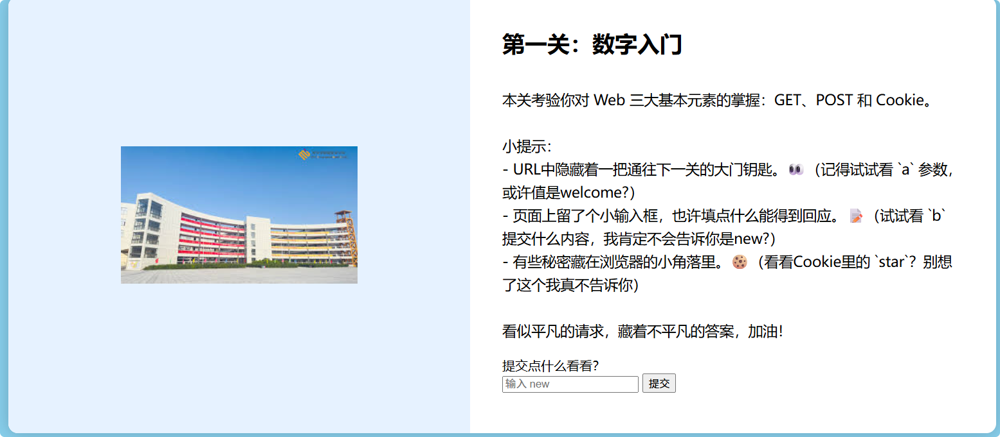 第一关：数字入门
本关考验你对 Web 三大基本元素的掌握：GET、POST 和 Cookie。
小提示：
- URL中隐藏着一把通往下一关的大门钥匙。👀（记得试试看 `a` 参数，
或许值是welcome?）
- 页面上留了个小输入框，也许填点什么能得到回应。📝（试试看 `b`
提交什么内容，我肯定不会告诉你是new?）
- 有些秘密藏在浏览器的小角落里。🍪（看看Cookie里的 `star`？别想
了这个我真不告诉你）
看似平凡的请求，藏着不平凡的答案，加油！
提交点什么看看？
输入 new 提交